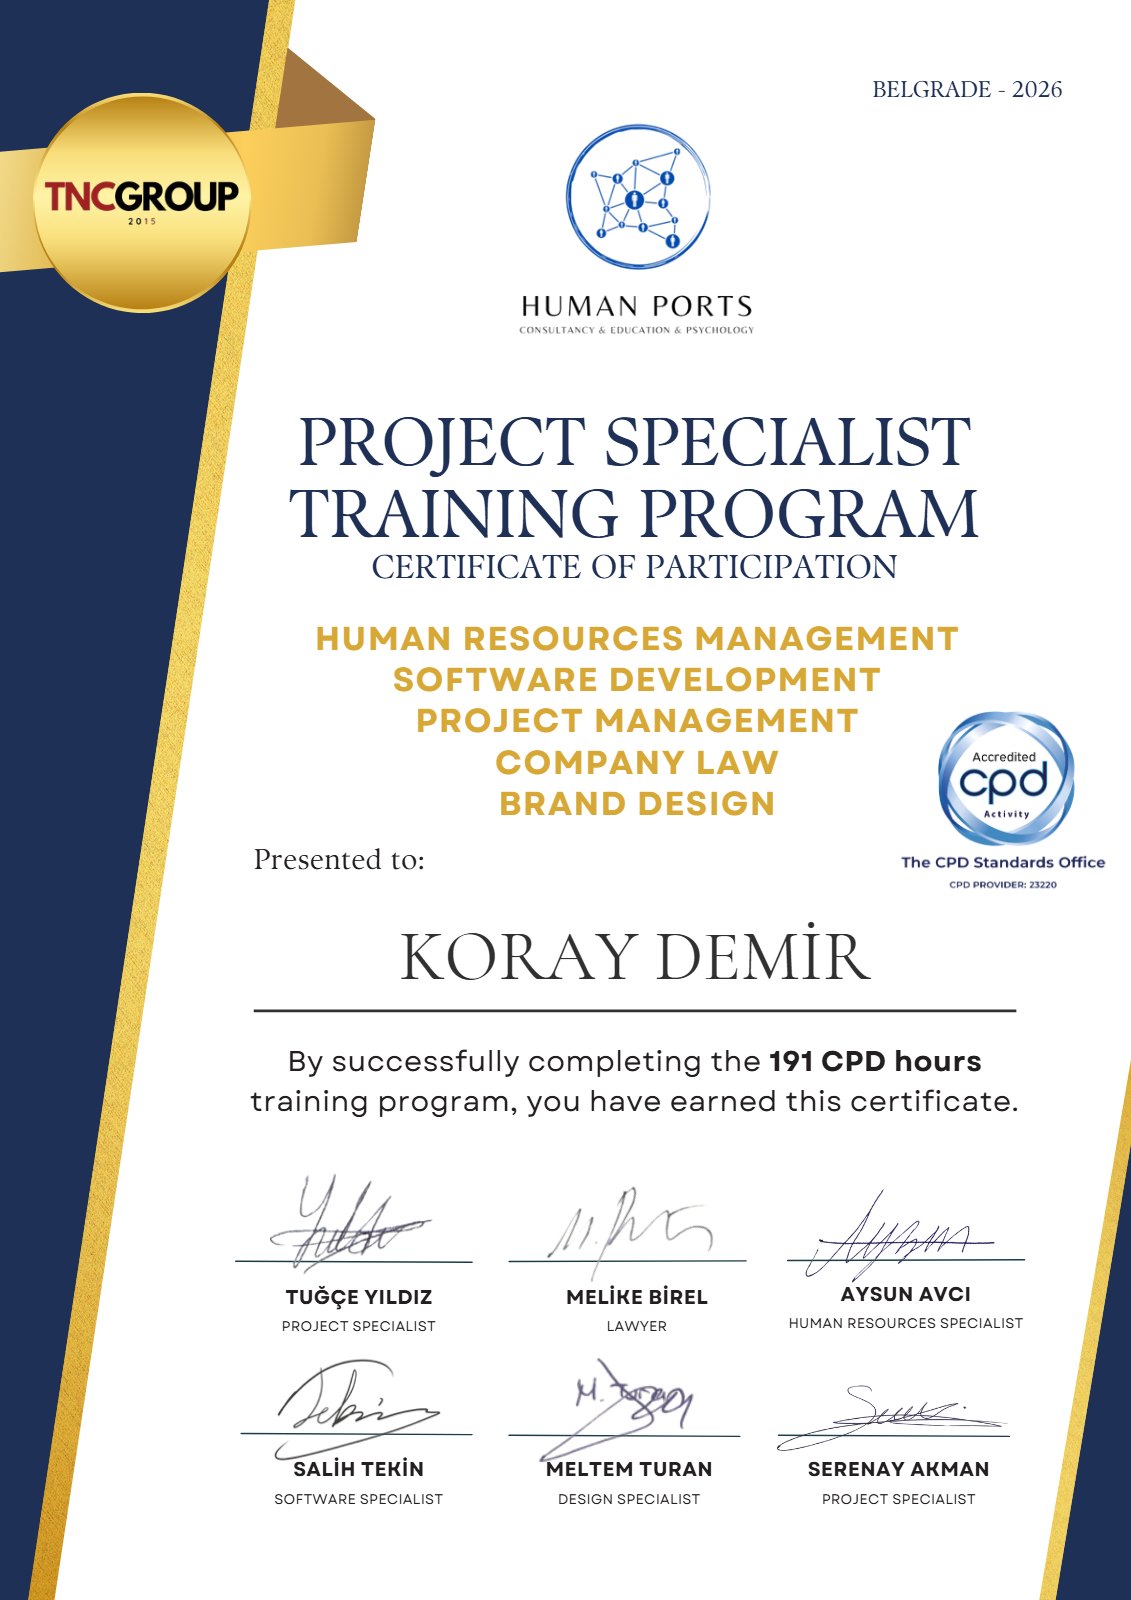 BELGRADE - 2026
TNCGROUP
2015
HUMAN PORTS
CONSULTANCY & EDUCATION & PSYCHOLOGY
PROJECT SPECIALIST
TRAINING PROGRAM
CERTIFICATE OF PARTICIPATION
HUMAN RESOURCES MANAGEMENT
SOFTWARE DEVELOPMENT
PROJECT MANAGEMENT
COMPANY LAW
BRAND DESIGN
Accredited
cpd
Activity
The CPD Standards Office
CPD PROVIDER: 23220
Presented to:
KORAY DEMİR
By successfully completing the 191 CPD hours
training program, you have earned this certificate.
TUĞÇE YILDIZ
PROJECT SPECIALIST
MELİKE BİREL
LAWYER
AYSUN AVCI
HUMAN RESOURCES SPECIALIST
SALİH TEKİN
SOFTWARE SPECIALIST
MELTEM TURAN
DESIGN SPECIALIST
SERENAY AKMAN
PROJECT SPECIALIST